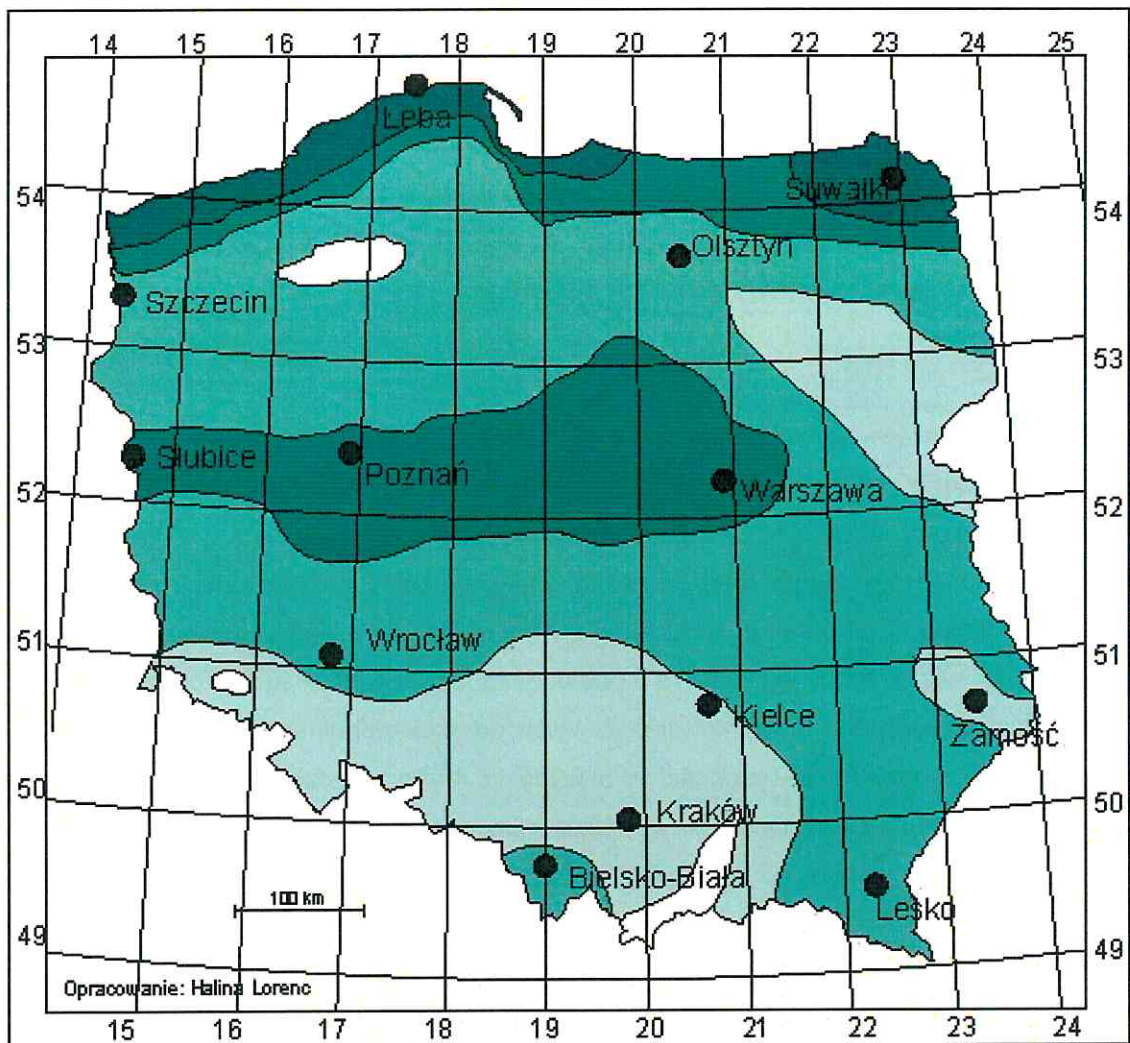 14 15 16 17 18 19 20 21 22 23 24 25
Łeba
54 Suwałki 54
Olsztyn
Szczecin
53 53
Słubice Poznań Warszawa
52 52
Wrocław
51 51
Kielce Zamość
50 Kraków 50
Bielsko-Biała
100 km Lesko
49 49
Opracowanie: Halina Lorenc
15 16 17 18 19 20 21 22 23 24